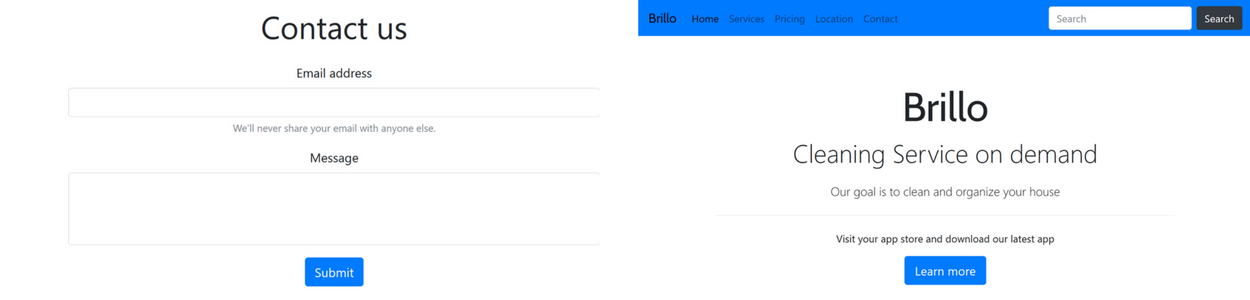 Contact us
Email address
We'll never share your email with anyone else.
Message
Submit
Brillo Home Services Pricing Location Contact Search Search
Brillo
Cleaning Service on demand
Our goal is to clean and organize your house
Visit your app store and download our latest app
Learn more